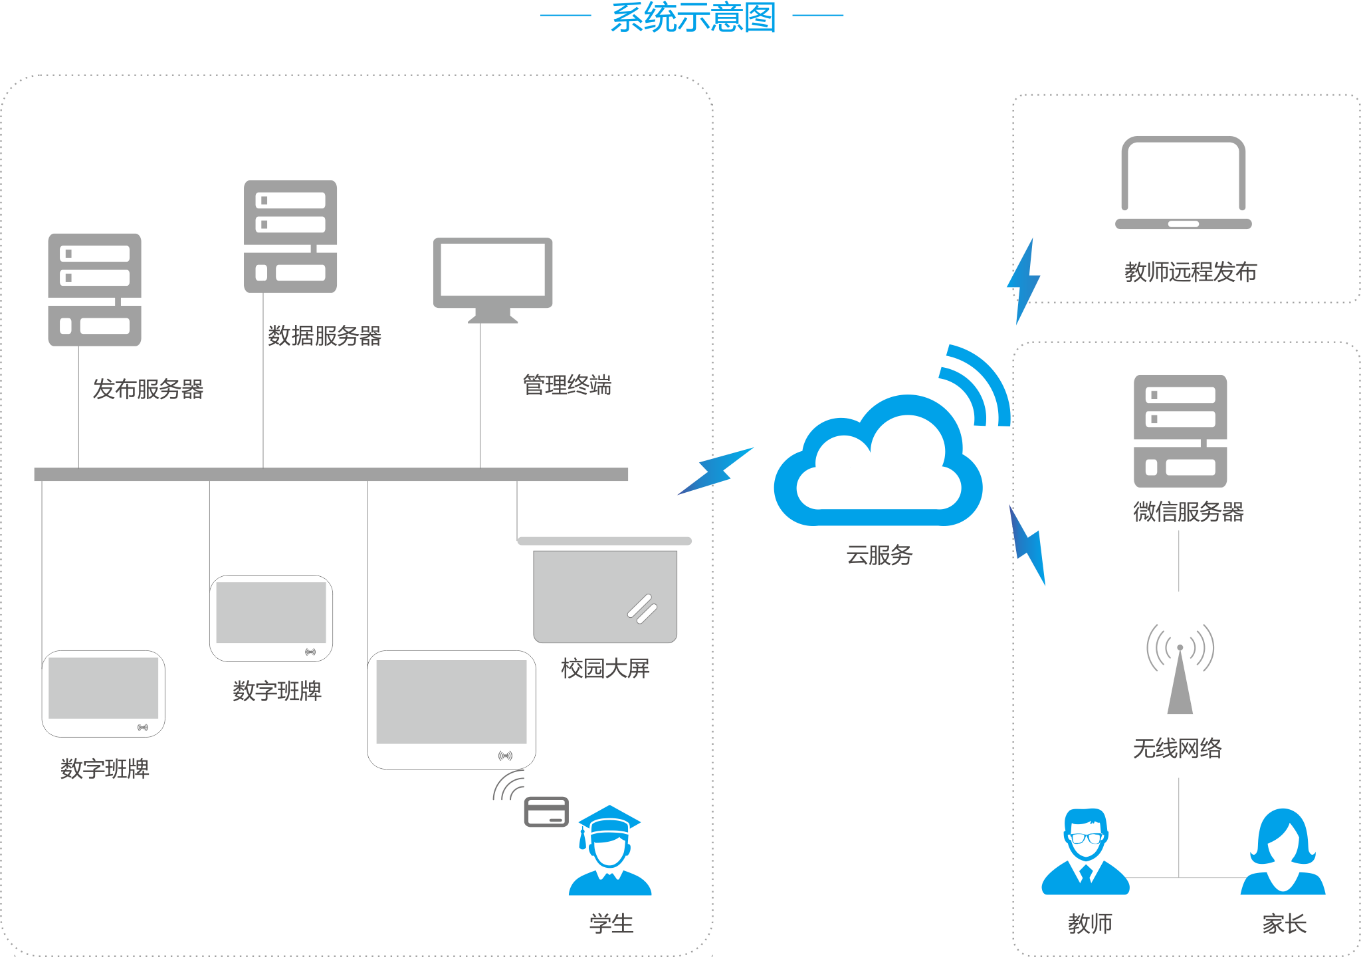 系统示意图
数据服务器
发布服务器
管理终端
校园大屏
数字班牌
数字班牌
学生
云服务
教师远程发布
微信服务器
无线网络
教师
家长